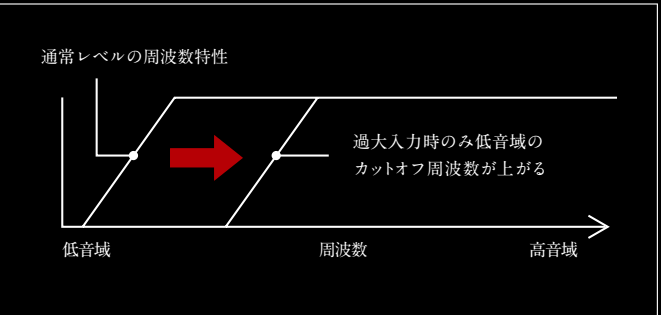 通常レベルの周波数特性
過大入力時のみ低音域の
カットオフ周波数が上がる
低音域
周波数
高音域